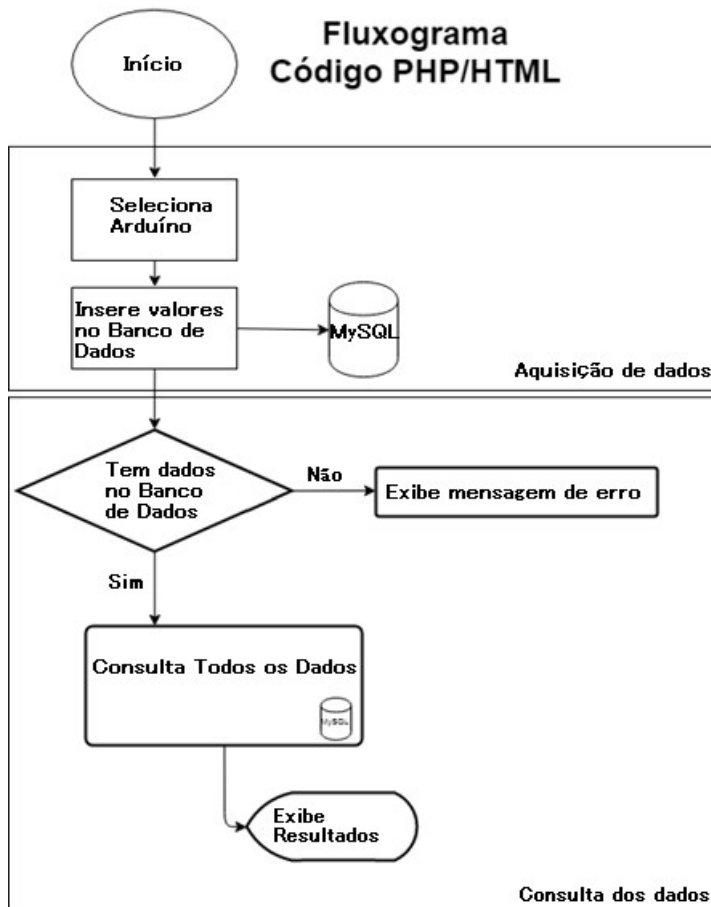 Fluxograma
Código PHP/HTML
Início
Seleciona
Arduíno
Insere valores
no Banco de
Dados
MySQL
Aquisição de dados
Tem dados
no Banco
de Dados
Não
Exibe mensagem de erro
Sim
Consulta Todos os Dados
MySQL
Exibe
Resultados
Consulta dos dados